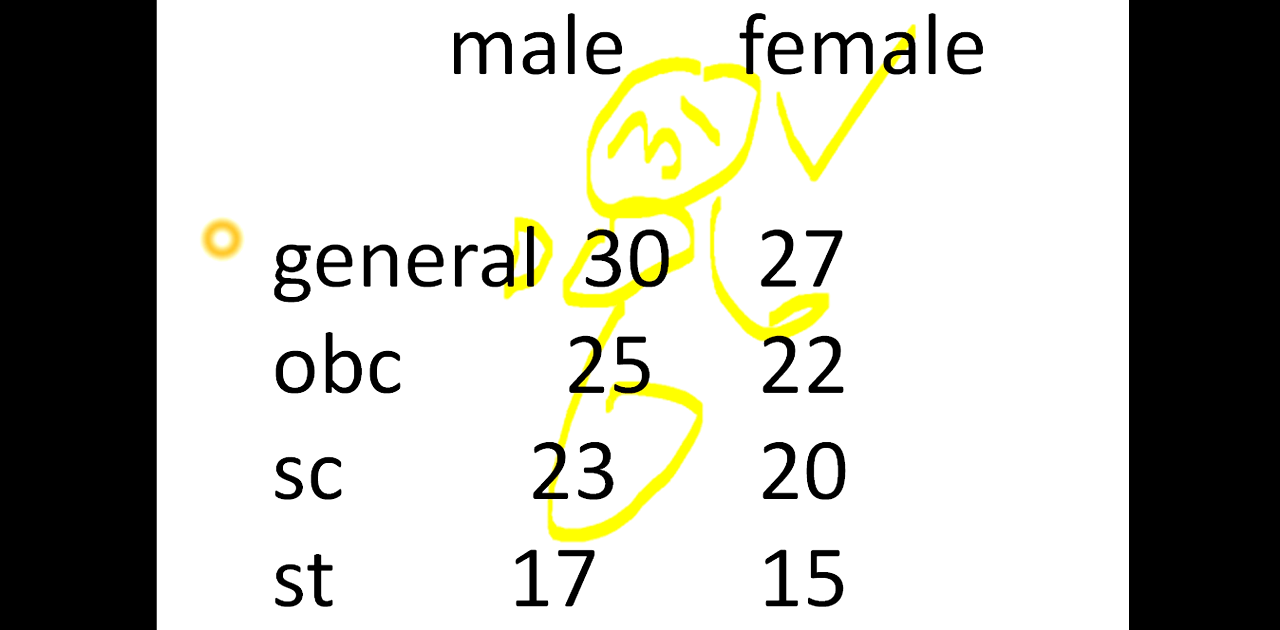 male female
general 30 27
obc 25 22
sc 23 20
st 17 15